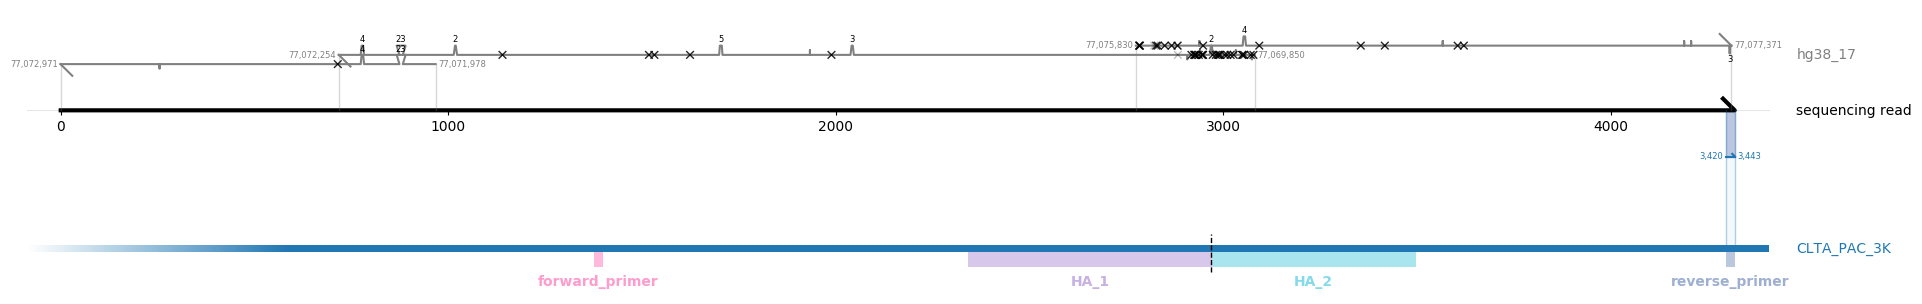 4 23 2 5 3 2 4
77,072,254 4 23 77,075,830 77,077,371
77,072,971 77,071,978 77,069,850 3 hg38_17
sequencing read
0 1000 2000 3000 4000
3,420 3,443
CLTA_PAC_3K
forward_primer HA_1 HA_2 reverse_primer